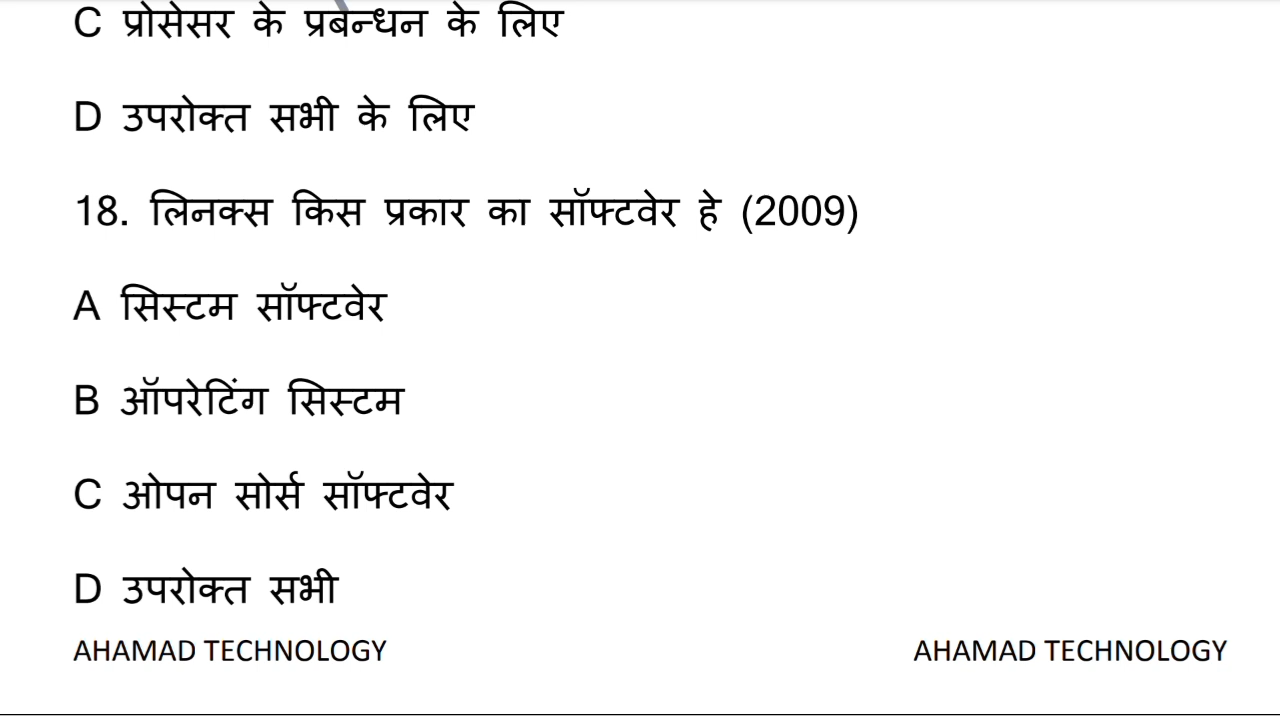 C प्रोसेसर के प्रबन्धन के लिए
D उपरोक्त सभी के लिए
18. लिनक्स किस प्रकार का सॉफ्टवेर हे (2009)
A सिस्टम सॉफ्टवेर
B ऑपरेटिंग सिस्टम
C ओपन सोर्स सॉफ्टवेर
D उपरोक्त सभी
AHAMAD TECHNOLOGY AHAMAD TECHNOLOGY